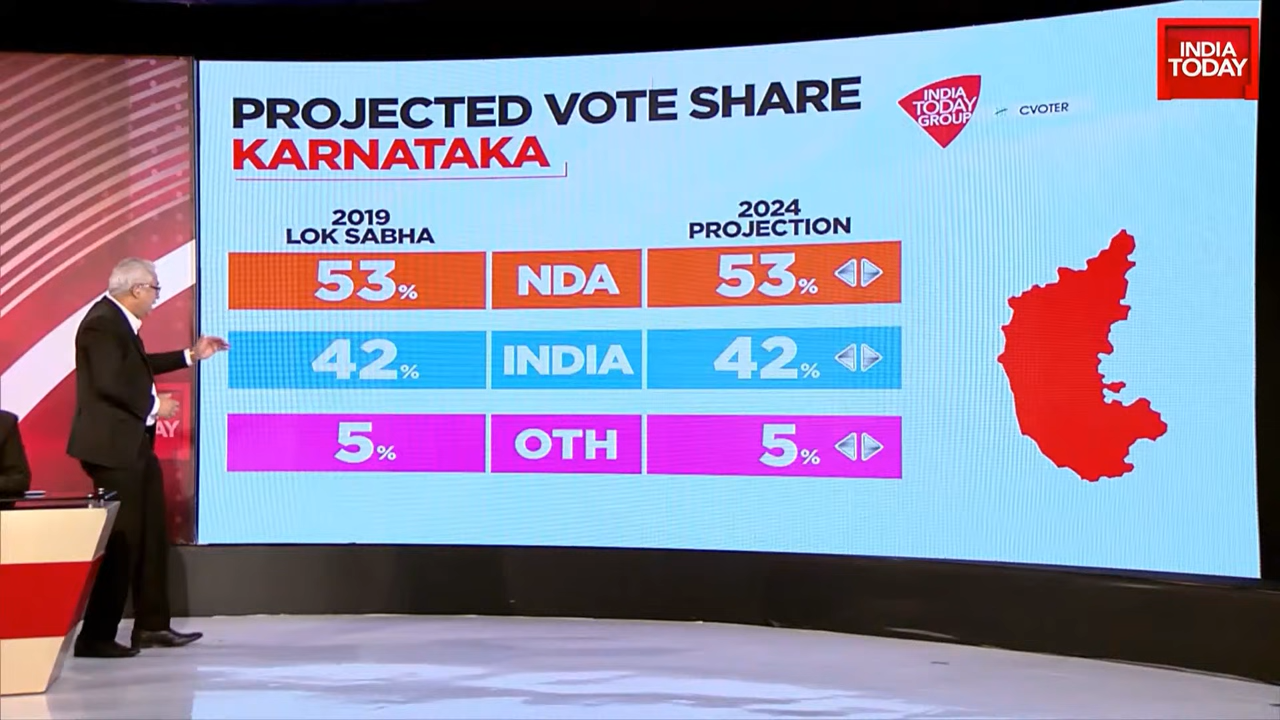 PROJECTED VOTE SHARE
KARNATAKA
INDIA
TODAY
GROUP
CVOTER
INDIA
TODAY
2019
LOK SABHA
2024
PROJECTION
53%
NDA
53%
42%
INDIA
42%
5%
OTH
5%
AY